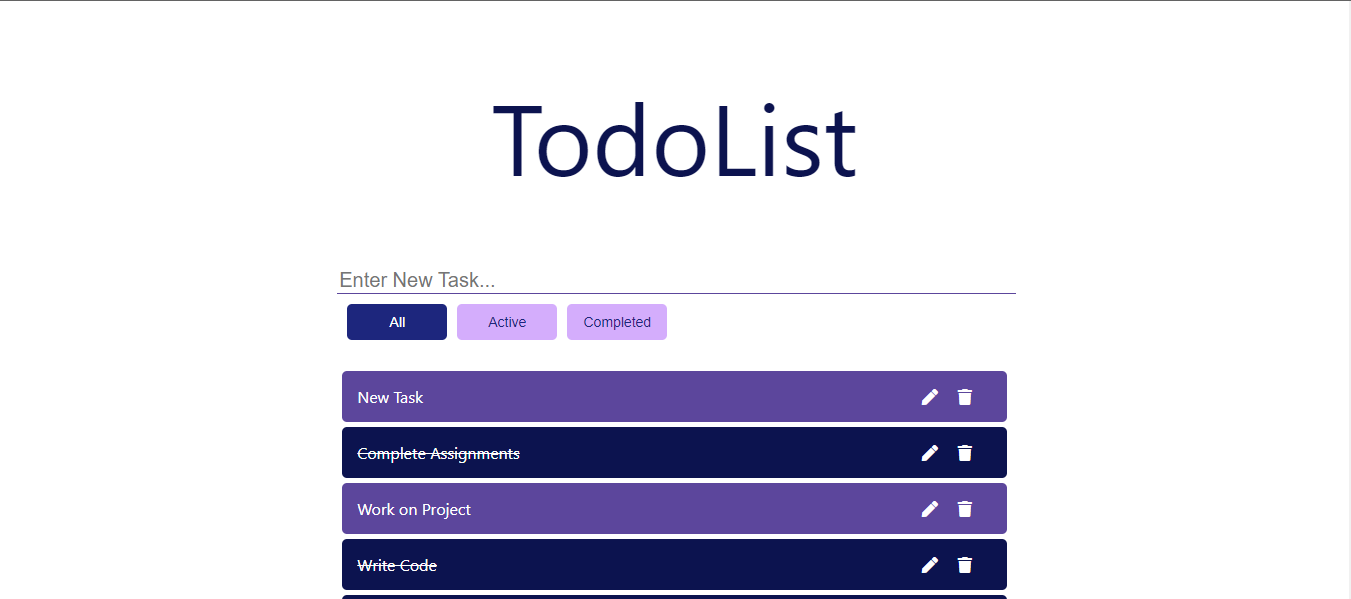 TodoList
Enter New Task...
All
Active
Completed
New Task
Complete Assignments
Work on Project
Write Code